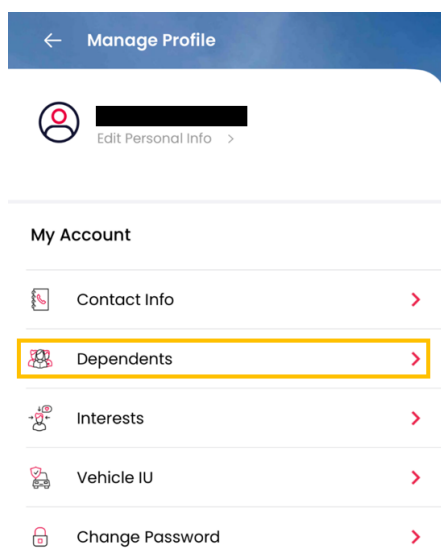 Manage Profile
Edit Personal Info
My Account
Contact Info
Dependents
Interests
Vehicle IU
Change Password